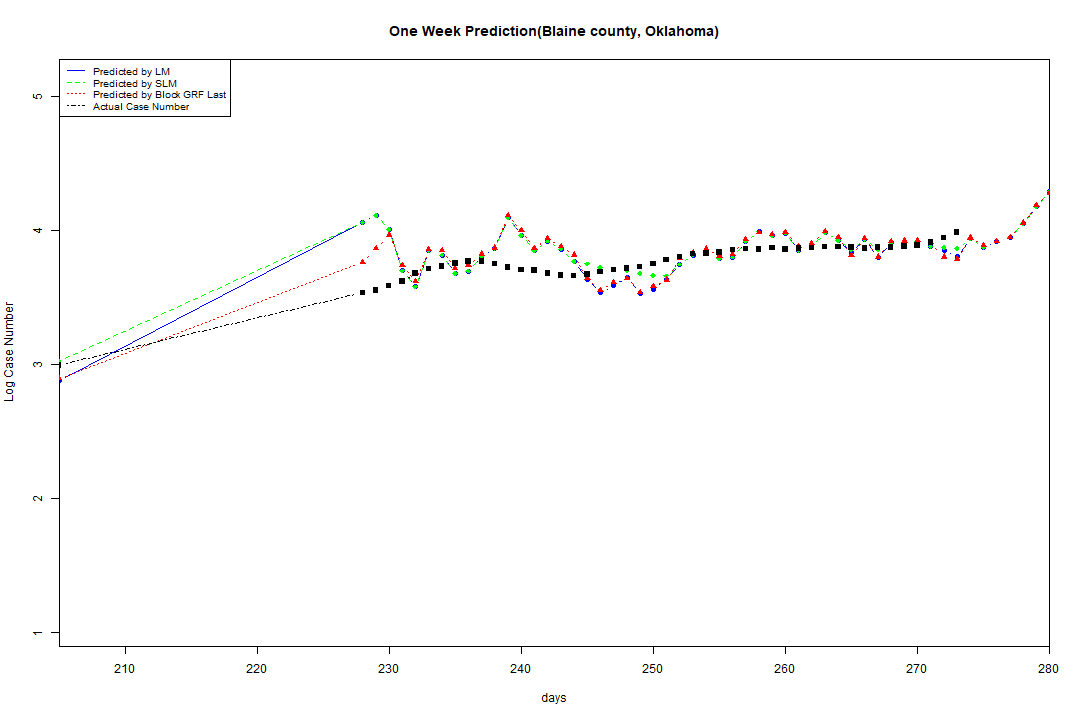 One Week Prediction(Blaine county, Oklahoma)
Predicted by LM
Predicted by SLM
Predicted by Block GRF Last
Actual Case Number
5
4
3
2
1
Log Case Number
210 220 230 240 250 260 270 280
days